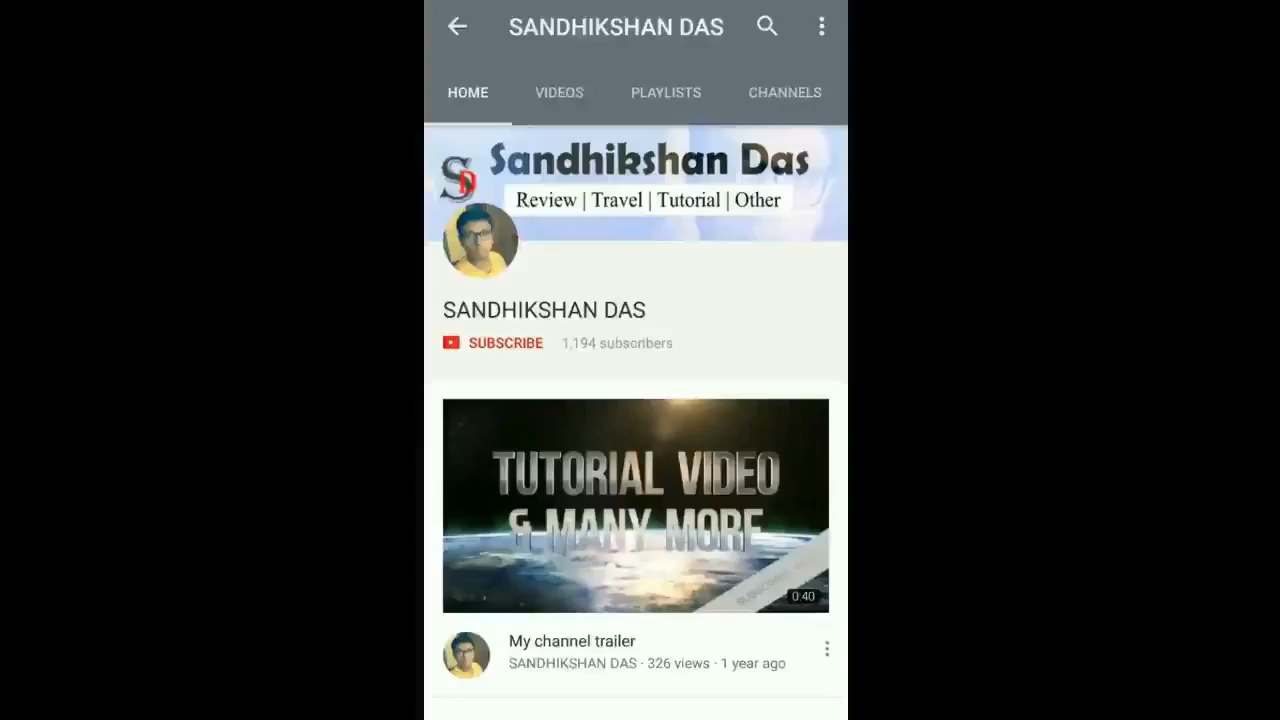 SANDHIKSHAN DAS
HOME VIDEOS PLAYLISTS CHANNELS
SD
Sandhikshan Das
Review | Travel | Tutorial | Other
SANDHIKSHAN DAS
SUBSCRIBE 1,194 subscribers
TUTORIAL VIDEO
& MANY MORE
0:40
My channel trailer
SANDHIKSHAN DAS · 326 views · 1 year ago